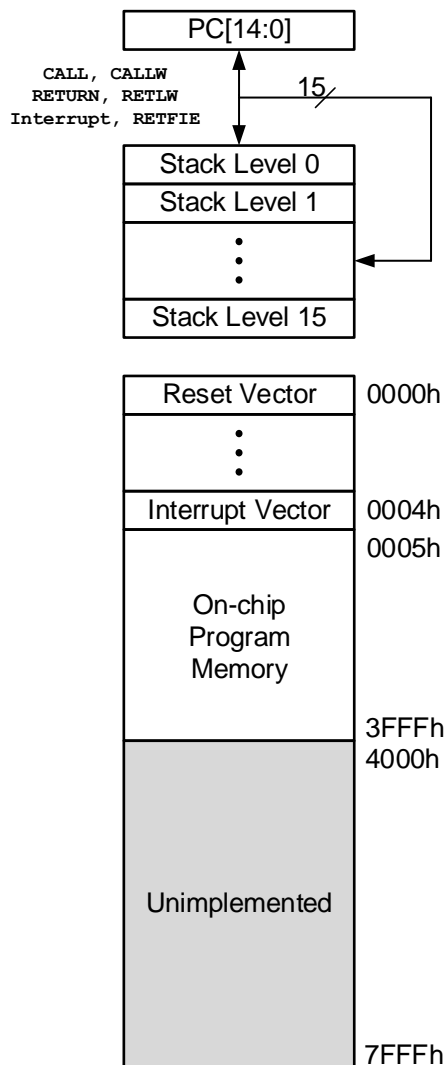 PC[14:0]
CALL, CALLW
RETURN, RETLW
Interrupt, RETFIE
15
Stack Level 0
Stack Level 1
Stack Level 15
Reset Vector
0000h
Interrupt Vector
0004h
0005h
On-chip
Program
Memory
3FFFh
4000h
Unimplemented
7FFFh